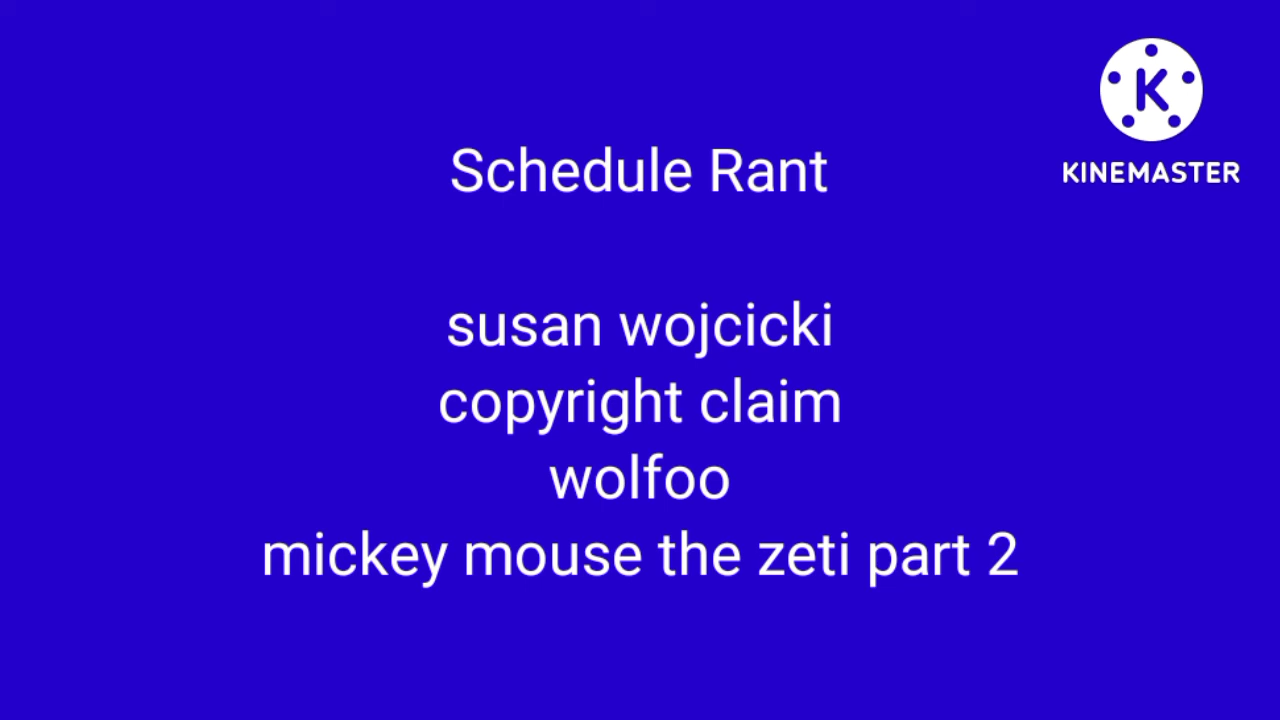 Schedule Rant
KINEMASTER
susan wojcicki
copyright claim
wolfoo
mickey mouse the zeti part 2